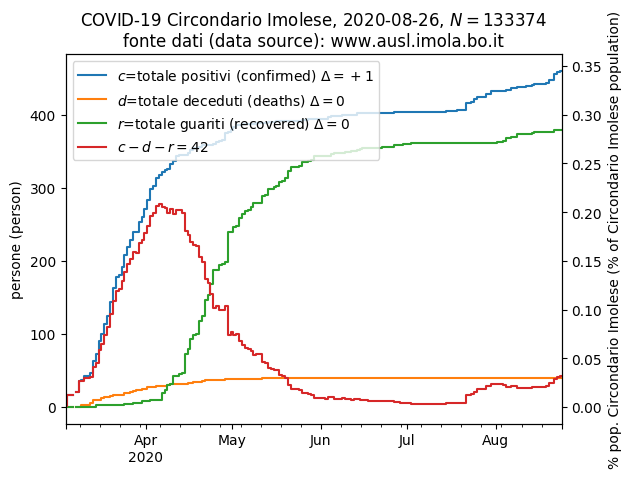 COVID-19 Circondario Imolese, 2020-08-26, N = 133374
fonte dati (data source): www.ausl.imola.bo.it
c=totale positivi (confirmed) Δ = +1
d=totale deceduti (deaths) Δ = 0
r=totale guariti (recovered) Δ = 0
c − d − r = 42
persone (person)
400
300
200
100
0
0.35
0.30
0.25
0.20
0.15
0.10
0.05
0.00
% pop. Circondario Imolese (% of Circondario Imolese population)
Apr May Jun Jul Aug
2020